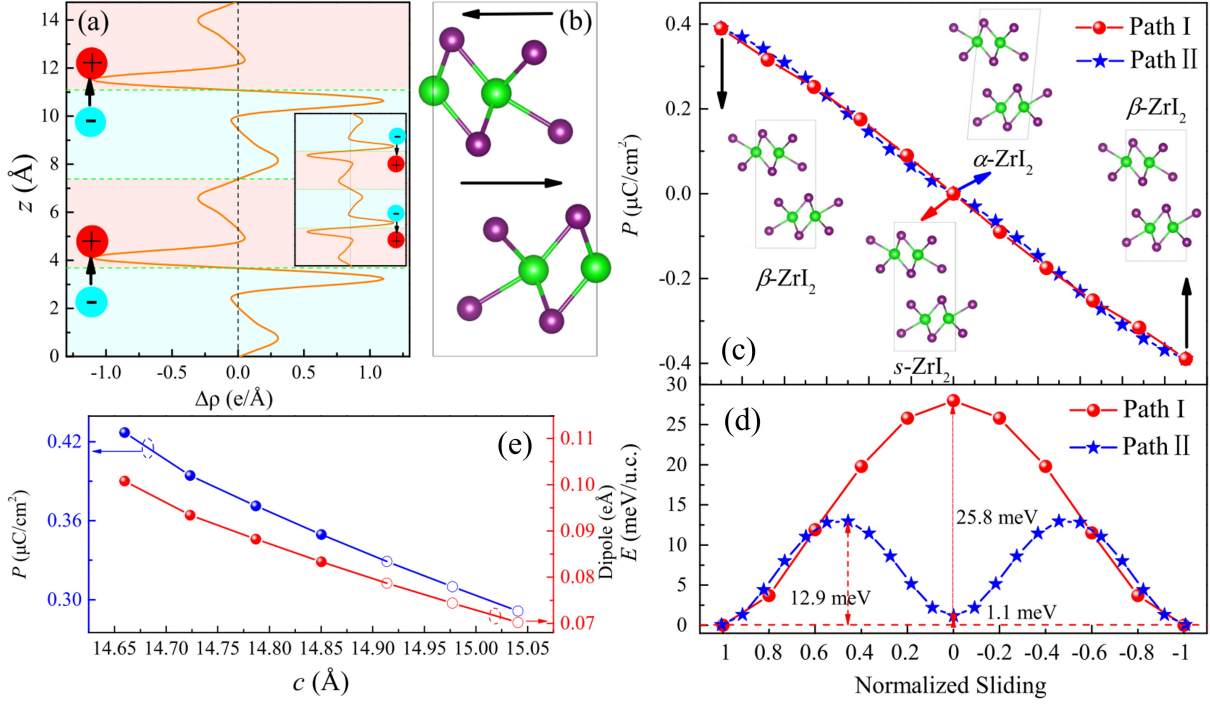 (a)
z (Å)
14
12
10
8
6
4
2
0
+
-
+
-
-
+
-
+
-1.0 -0.5 0.0 0.5 1.0
Δρ (e/Å)
(b)
(c)
P (μC/cm²)
0.4
0.2
0.0
-0.2
-0.4
Path I
Path II
β-ZrI₂
α-ZrI₂
β-ZrI₂
s-ZrI₂
(d)
E (meV/u.c.)
30
25
20
15
10
5
0
Path I
Path II
25.8 meV
12.9 meV
1.1 meV
1 0.8 0.6 0.4 0.2 0 -0.2 -0.4 -0.6 -0.8 -1
Normalized Sliding
(e)
P (μC/cm²)
0.42
0.36
0.30
0.11
0.10
0.09
0.08
0.07
Dipole (eÅ)
14.65 14.70 14.75 14.80 14.85 14.90 14.95 15.00 15.05
c (Å)